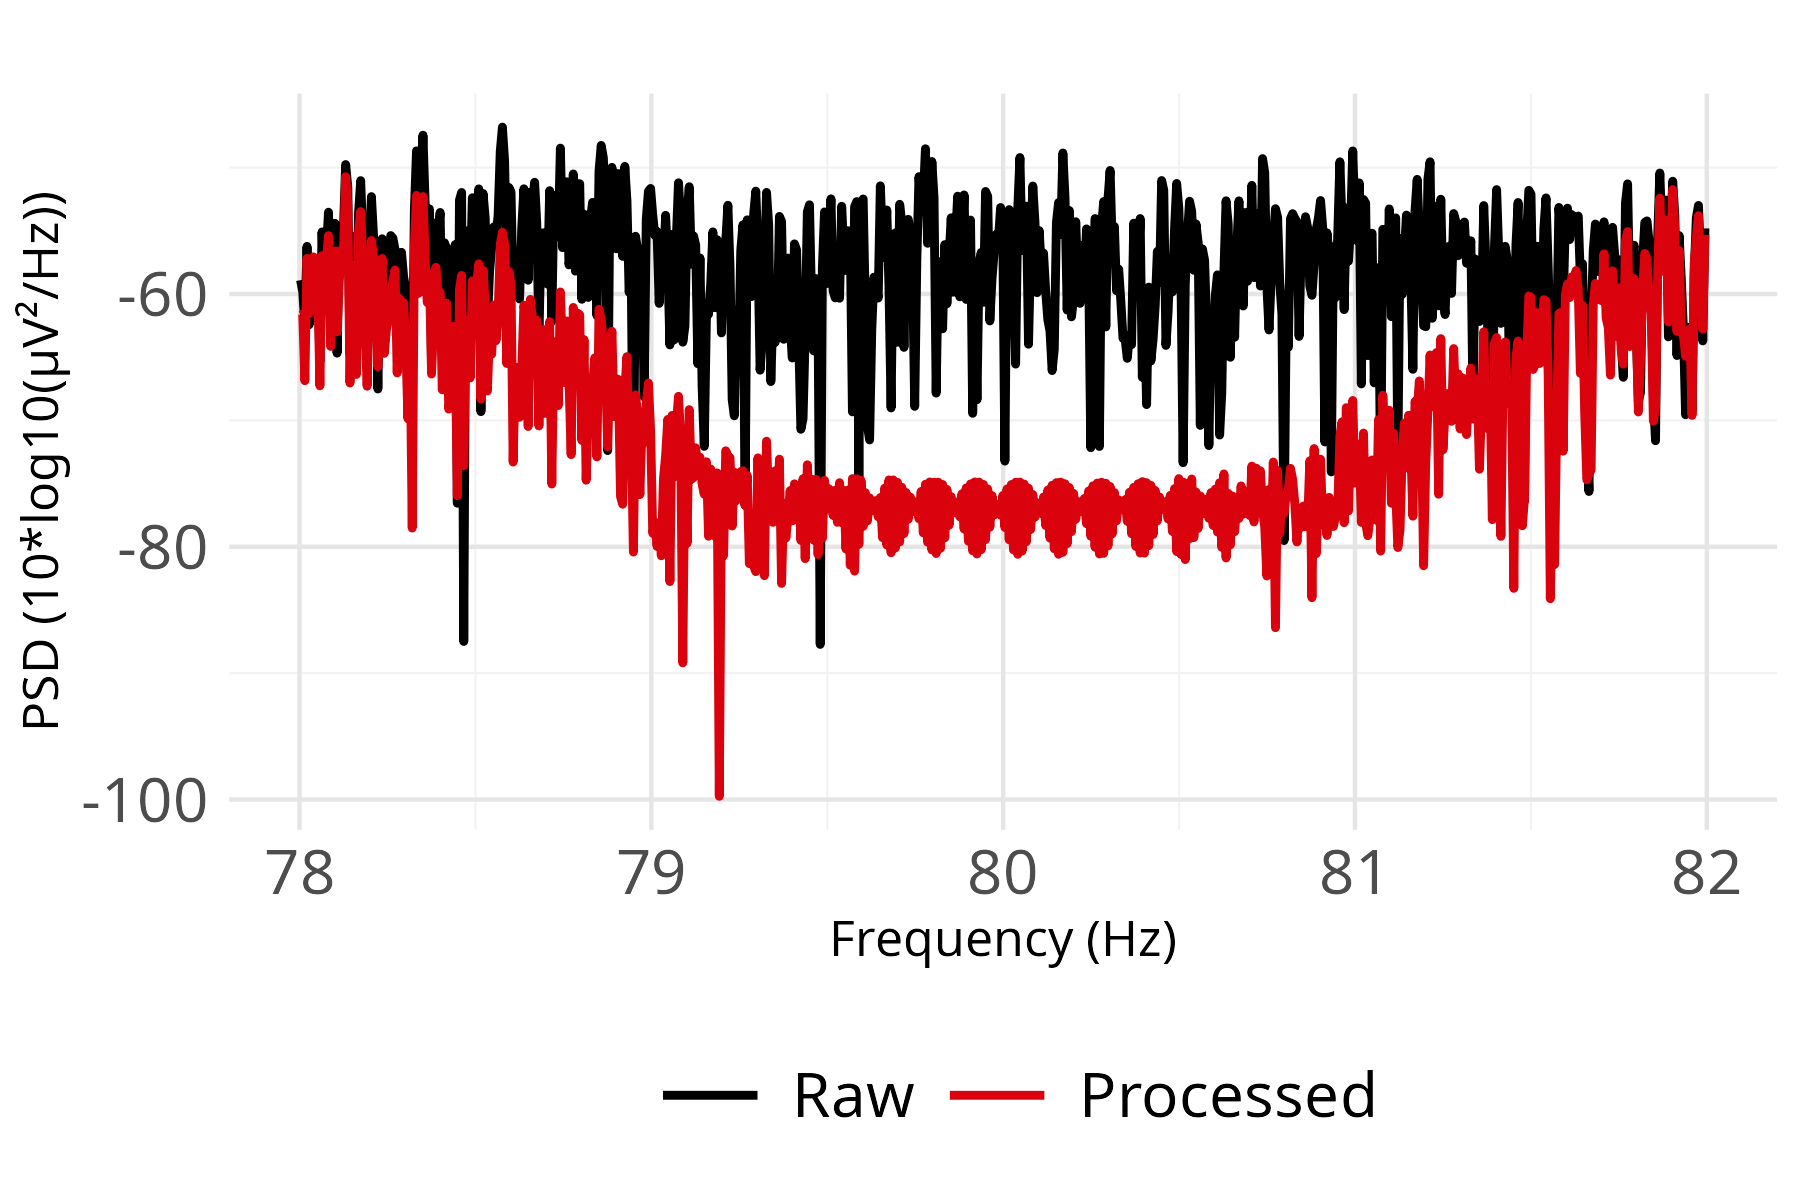 PSD (10*log10(µV²/Hz))
-60
-80
-100
78 79 80 81 82
Frequency (Hz)
Raw Processed